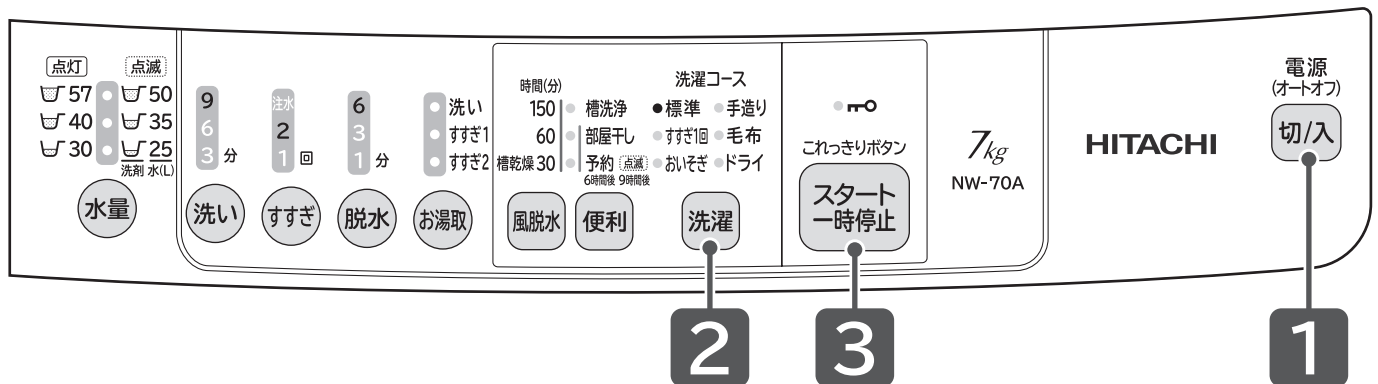 点灯 点滅
57 50
40 35
30 25
洗剤 水(L)
水量
9
6
3 分
洗い
注水
2
1 回
すすぎ
6
3
1 分
脱水
洗い
すすぎ1
すすぎ2
お湯取
時間(分)
150 槽洗浄
60 部屋干し
槽乾燥 30 予約 点滅
6時間後 9時間後
風脱水
便利
洗濯コース
標準 手造り
すすぎ1回 毛布
おいそぎ ドライ
洗濯
これっきりボタン
スタート
一時停止
7kg
NW-70A
HITACHI
電源
(オートオフ)
切/入
2
3
1